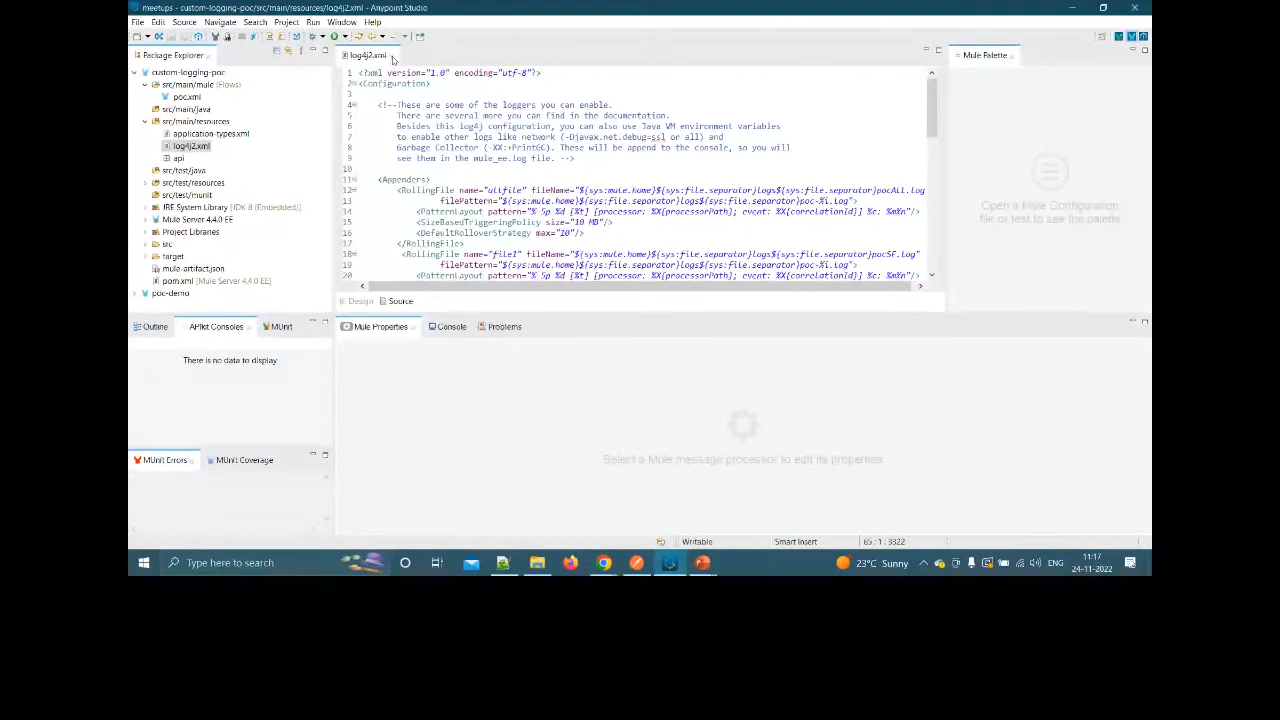 meetups - custom-logging-poc/src/main/resources/log4j2.xml - Anypoint Studio
File Edit Source Navigate Search Project Run Window Help
Package Explorer
log4j2.xml
Mule Palette
custom-logging-poc
src/main/mule (Flows)
poc.xml
src/main/java
src/main/resources
application-types.xml
log4j2.xml
api
src/test/java
src/test/resources
src/test/munit
JRE System Library [JDK 8 (Embedded)]
Mule Server 4.4.0 EE
Project Libraries
src
target
mule-artifact.json
pom.xml [Mule Server 4.4.0 EE]
poc-demo
1 <?xml version="1.0" encoding="utf-8"?>
2 <Configuration>
3
4 <!--These are some of the loggers you can enable.
5 There are several more you can find in the documentation.
6 Besides this log4j configuration, you can also use Java VM environment variables
7 to enable other logs like network (-Djavax.net.debug=ssl or all) and
8 Garbage Collector (-XX:+PrintGC). These will be append to the console, so you will
9 see them in the mule_ee.log file. -->
10
11 <Appenders>
12 <RollingFile name="allfile" fileName="${sys:mule.home}${sys:file.separator}logs${sys:file.separator}pocALL.log
13 filePattern="${sys:mule.home}${sys:file.separator}logs${sys:file.separator}poc-%i.log">
14 <PatternLayout pattern="%-5p %d [%t] [processor: %X{processorPath}; event: %X{correlationId}] %c: %m%n"/>
15 <SizeBasedTriggeringPolicy size="10 MB"/>
16 <DefaultRolloverStrategy max="10"/>
17 </RollingFile>
18 <RollingFile name="file1" fileName="${sys:mule.home}${sys:file.separator}logs${sys:file.separator}pocSF.log"
19 filePattern="${sys:mule.home}${sys:file.separator}logs${sys:file.separator}poc-%i.log">
20 <PatternLayout pattern="%-5p %d [%t] [processor: %X{processorPath}; event: %X{correlationId}] %c: %m%n"/>
Open a Mule Configuration
file or test to see the palette
Design Source
Outline APIkit Consoles MUnit
Mule Properties Console Problems
There is no data to display.
Select a Mule message processor to edit its properties
MUnit Errors MUnit Coverage
Writable Smart Insert 65 : 1 : 3322
Type here to search
23°C Sunny
ENG
11:17
24-11-2022